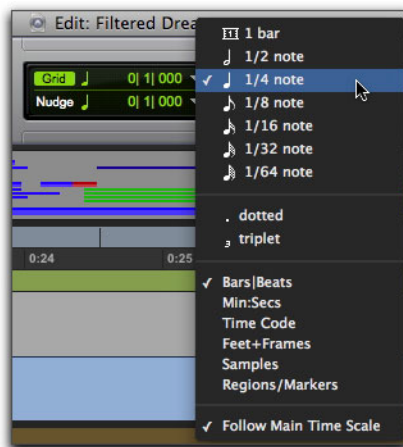 Edit: Filtered Drea
Grid 0| 1| 000
Nudge 0| 1| 000
1 bar
1/2 note
✓ 1/4 note
1/8 note
1/16 note
1/32 note
1/64 note
. dotted
3 triplet
✓ Bars|Beats
Min:Secs
Time Code
Feet+Frames
Samples
Regions/Markers
✓ Follow Main Time Scale
0:24 0:25